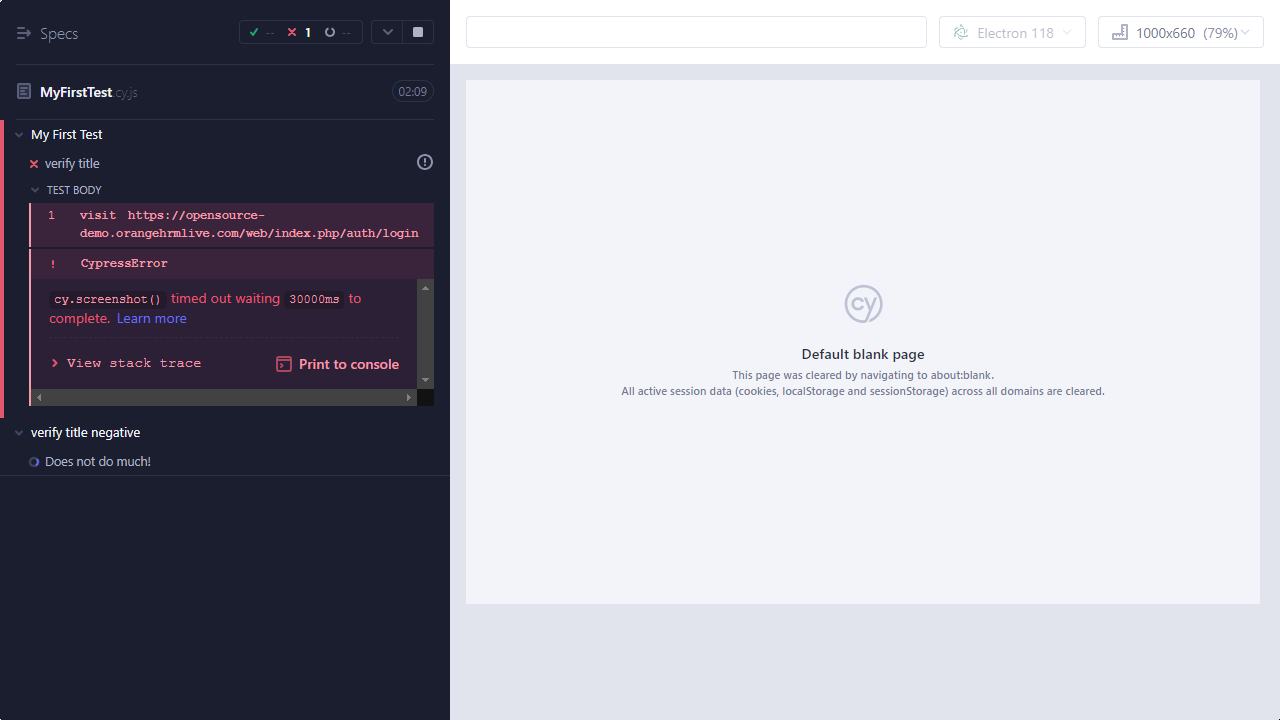 Specs
-- 1 --
MyFirstTest.cy.js
02:09
My First Test
verify title
TEST BODY
1 visit https://opensource-
demo.orangehrmlive.com/web/index.php/auth/login
! CypressError
cy.screenshot() timed out waiting 30000ms to
complete. Learn more
View stack trace
Print to console
verify title negative
Does not do much!
Electron 118
1000x660 (79%)
cy
Default blank page
This page was cleared by navigating to about:blank.
All active session data (cookies, localStorage and sessionStorage) across all domains are cleared.